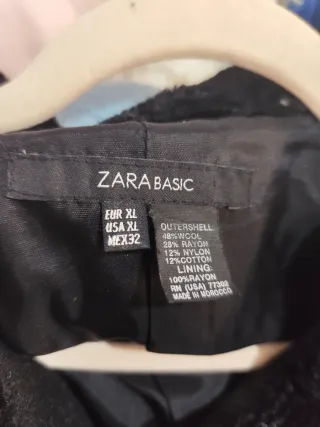 ZARA BASIC
EUR XL
USA XL
MEX 32
OUTERSHELL
48%WOOL
28% RAYON
12% NYLON
12%COTTON
LINING:
100%RAYON
RN (USA) 77302
MADE IN MOROCCO